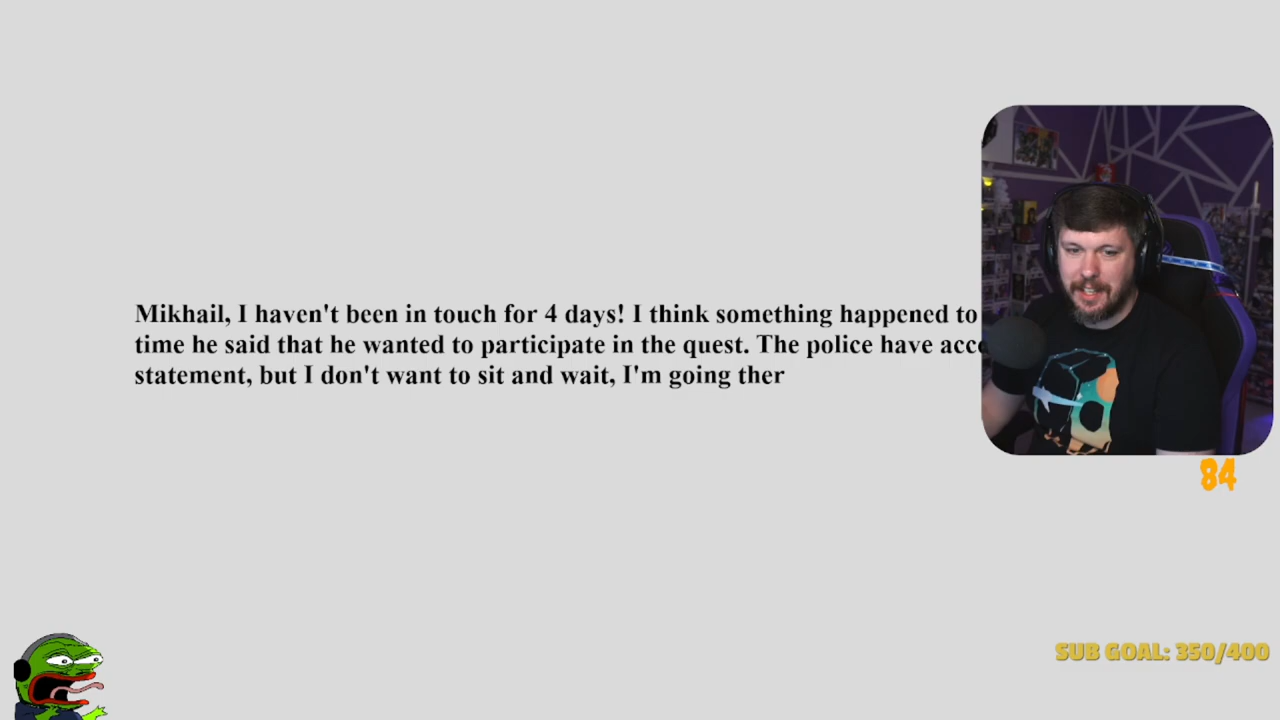 Mikhail, I haven't been in touch for 4 days! I think something happened to
time he said that he wanted to participate in the quest. The police have
statement, but I don't want to sit and wait, I'm going ther
84
SUB GOAL: 350/400